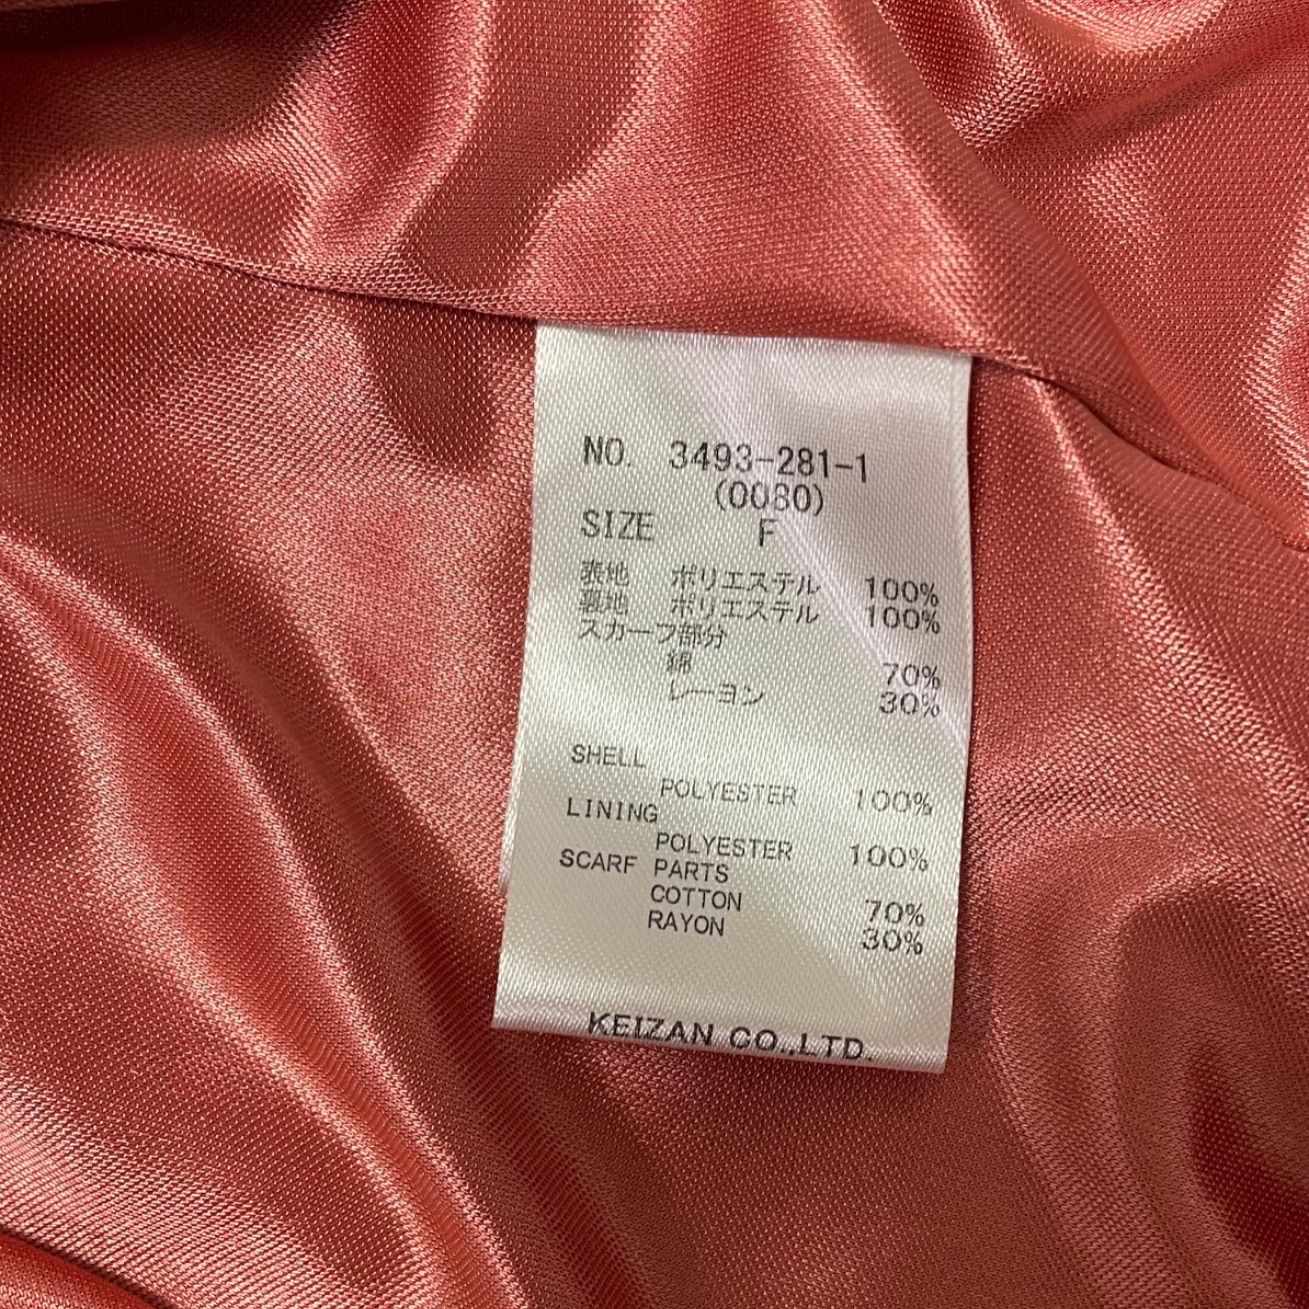 NO. 3493-281-1
(0080)
SIZE F
表地 ポリエステル 100%
裏地 ポリエステル 100%
スカーフ部分
綿 70%
レーヨン 30%
SHELL
POLYESTER 100%
LINING
POLYESTER 100%
SCARF PARTS
COTTON 70%
RAYON 30%
KEIZAN CO.,LTD.